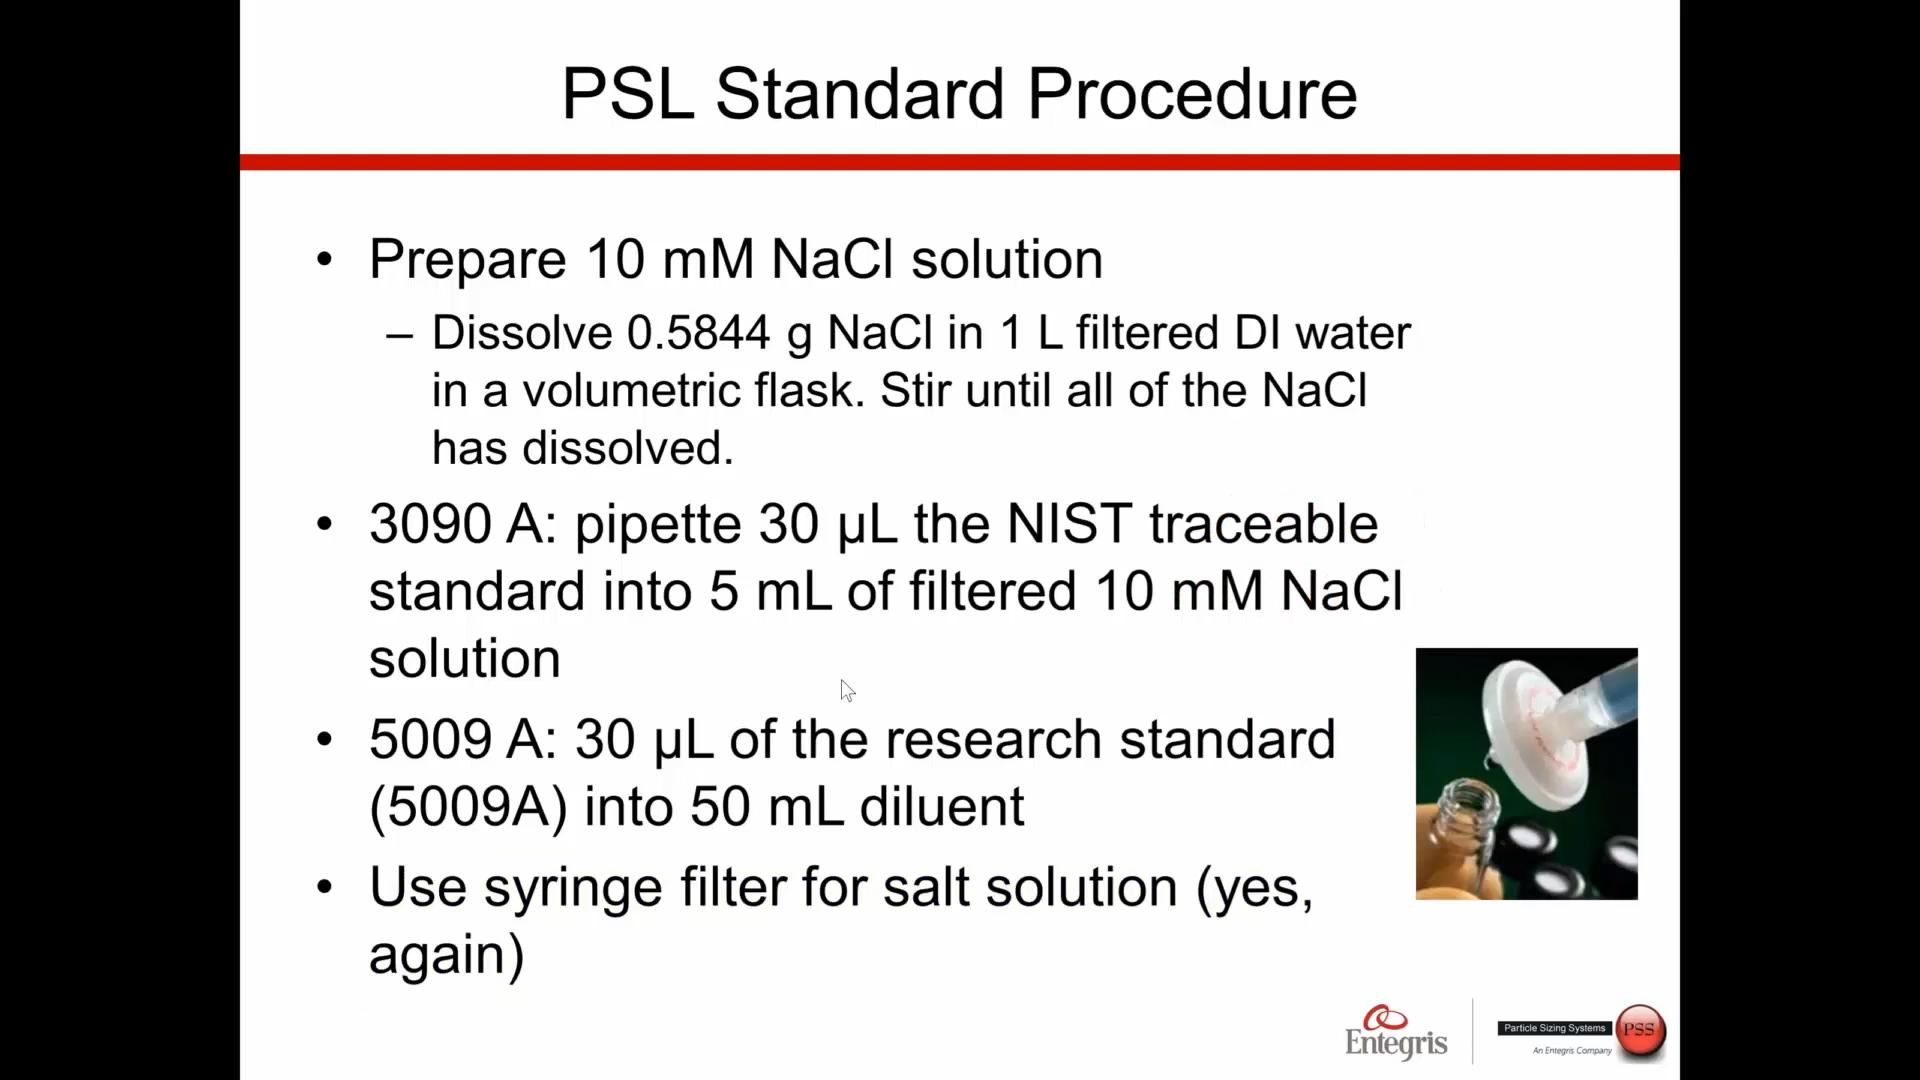 PSL Standard Procedure
• Prepare 10 mM NaCl solution
– Dissolve 0.5844 g NaCl in 1 L filtered DI water
in a volumetric flask. Stir until all of the NaCl
has dissolved.
• 3090 A: pipette 30 µL the NIST traceable
standard into 5 mL of filtered 10 mM NaCl
solution
• 5009 A: 30 µL of the research standard
(5009A) into 50 mL diluent
• Use syringe filter for salt solution (yes,
again)
Entegris
Particle Sizing Systems
PSS
An Entegris Company